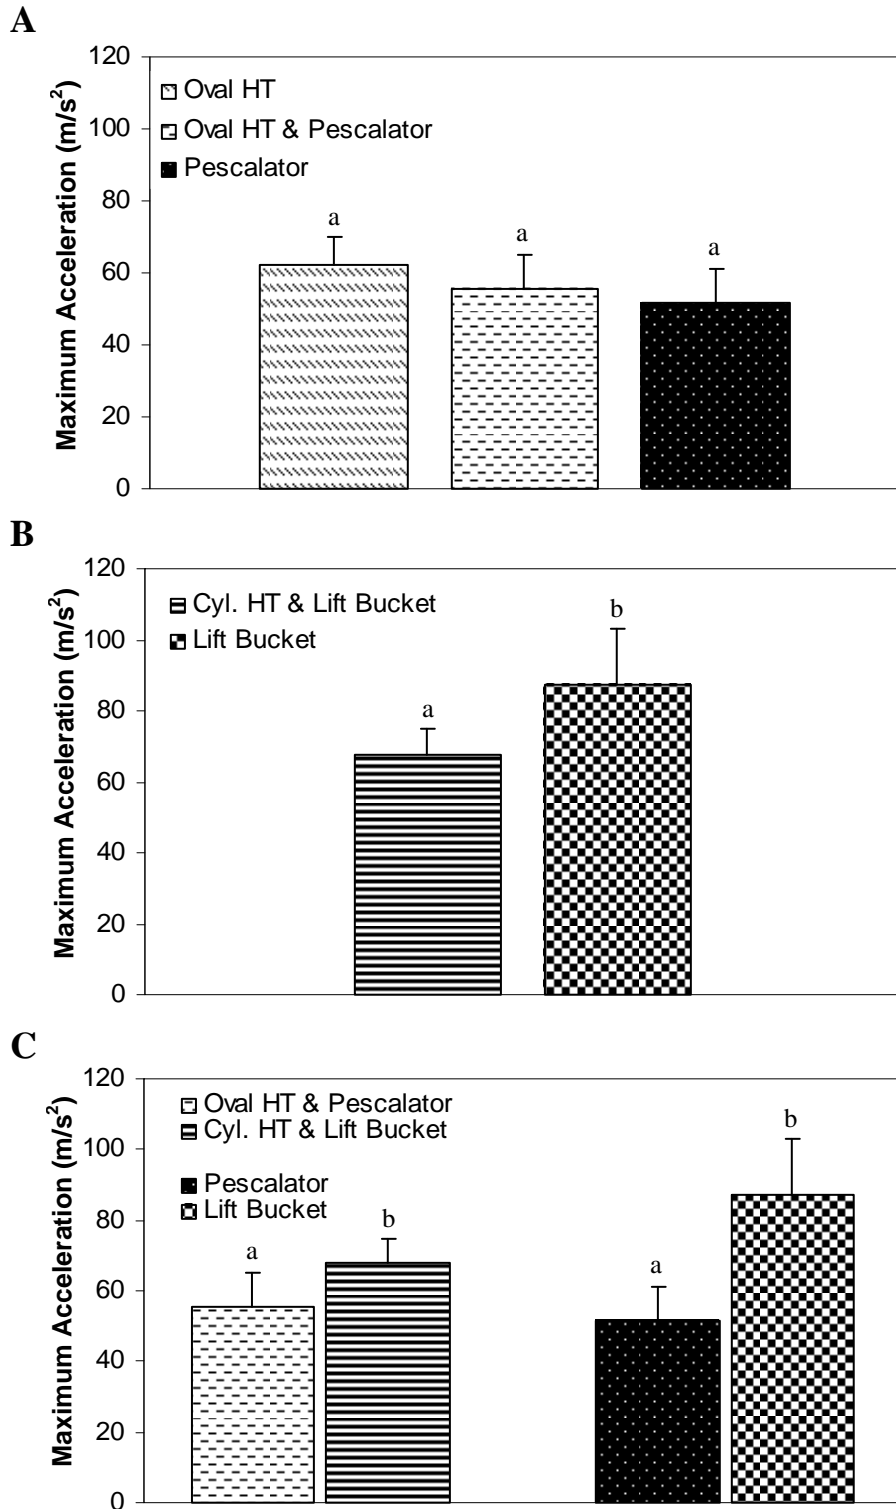 A
Maximum Acceleration (m/s²)
120
100
80
60
40
20
0
Oval HT
Oval HT & Pescalator
Pescalator
a
a
a
B
Maximum Acceleration (m/s²)
120
100
80
60
40
20
0
Cyl. HT & Lift Bucket
Lift Bucket
a
b
C
Maximum Acceleration (m/s²)
120
100
80
60
40
20
0
Oval HT & Pescalator
Cyl. HT & Lift Bucket
Pescalator
Lift Bucket
a
b
a
b